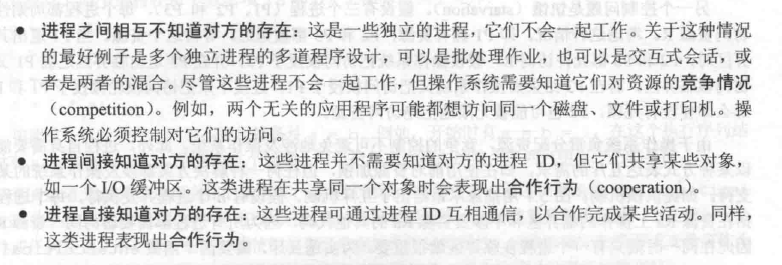 ● 进程之间相互不知道对方的存在：这是一些独立的进程，它们不会一起工作。关于这种情况
的最好例子是多个独立进程的多道程序设计，可以是批处理作业，也可以是交互式会话，或
者是两者的混合。尽管这些进程不会一起工作，但操作系统需要知道它们对资源的竞争情况
（competition）。例如，两个无关的应用程序可能都想访问同一个磁盘、文件或打印机。操
作系统必须控制对它们的访问。
● 进程间接知道对方的存在：这些进程并不需要知道对方的进程 ID，但它们共享某些对象，
如一个 I/O 缓冲区。这类进程在共享同一个对象时会表现出合作行为（cooperation）。
● 进程直接知道对方的存在：这些进程可通过进程 ID 互相通信，以合作完成某些活动。同样，
这类进程表现出合作行为。